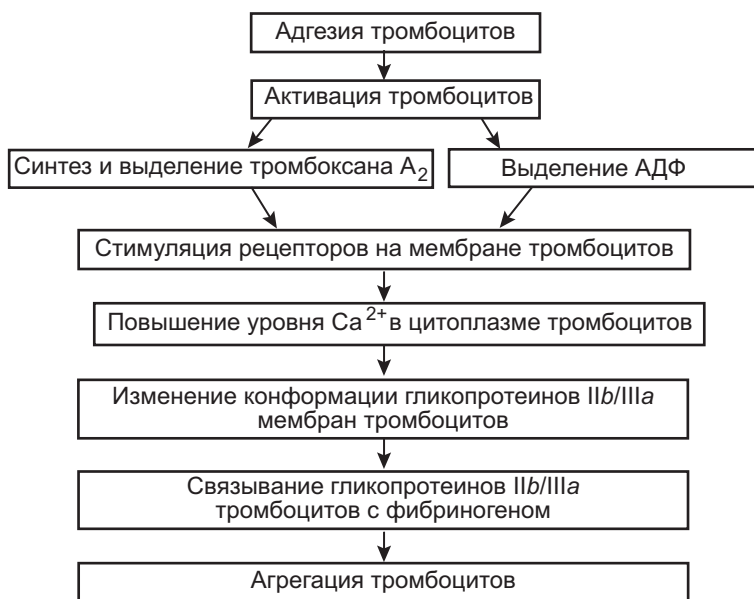 Адгезия тромбоцитов
Активация тромбоцитов
Синтез и выделение тромбоксана A₂
Выделение АДФ
Стимуляция рецепторов на мембране тромбоцитов
Повышение уровня Ca²⁺ в цитоплазме тромбоцитов
Изменение конформации гликопротеинов IIb/IIIa
мембран тромбоцитов
Связывание гликопротеинов IIb/IIIa
тромбоцитов с фибриногеном
Агрегация тромбоцитов